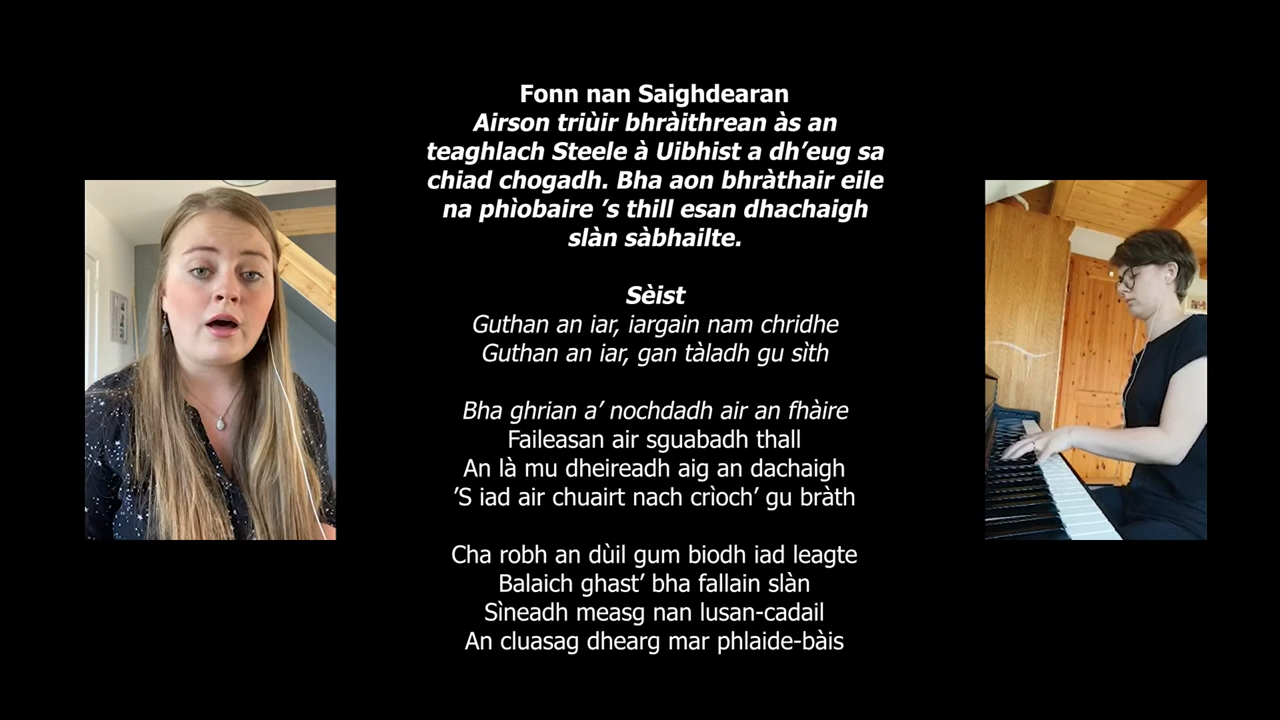 Fonn nan Saighdearan
Airson triùir bhràithrean às an
teaghlach Steele à Uibhist a dh’eug sa
chiad chogadh. Bha aon bhràthair eile
na phìobaire ’s thill esan dhachaigh
slàn sàbhailte.
Sèist
Guthan an iar, iargain nam chridhe
Guthan an iar, gan tàladh gu sìth
Bha ghrian a’ nochdadh air an fhàire
Faileasan air sguabadh thall
An là mu dheireadh aig an dachaigh
’S iad air chuairt nach crìoch’ gu bràth
Cha robh an dùil gum biodh iad leagte
Balaich ghast’ bha fallain slàn
Sìneadh measg nan lusan-cadail
An cluasag dhearg mar phlaide-bàis